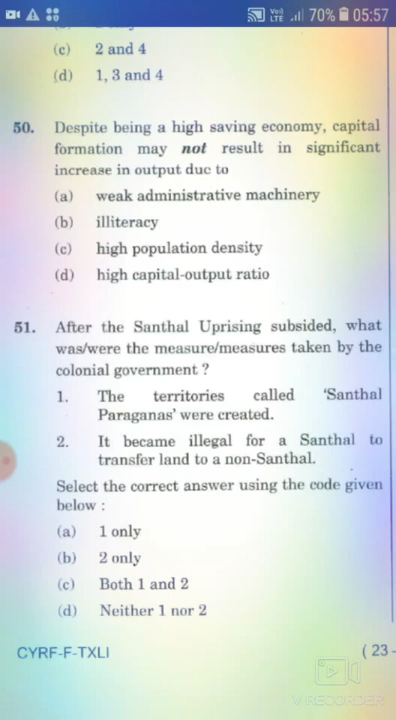 VoJ LTE 70% 05:57
(c) 2 and 4
(d) 1, 3 and 4
50. Despite being a high saving economy, capital
formation may not result in significant
increase in output due to
(a) weak administrative machinery
(b) illiteracy
(c) high population density
(d) high capital-output ratio
51. After the Santhal Uprising subsided, what
was/were the measure/measures taken by the
colonial government ?
1. The territories called 'Santhal
Paraganas' were created.
2. It became illegal for a Santhal to
transfer land to a non-Santhal.
Select the correct answer using the code given
below :
(a) 1 only
(b) 2 only
(c) Both 1 and 2
(d) Neither 1 nor 2
CYRF-F-TXLI ( 23 -
V RECORDER